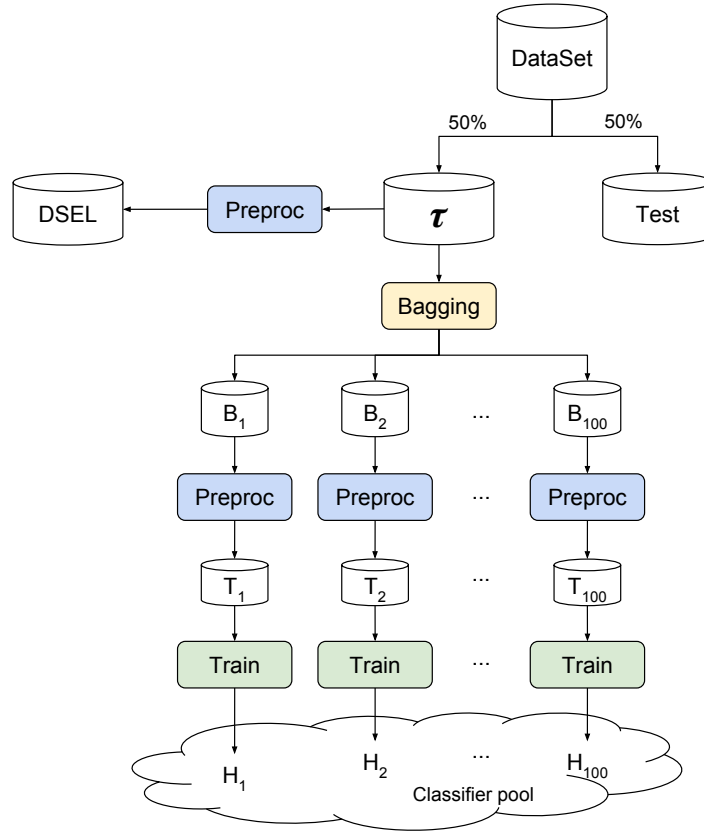 DataSet
50% 50%
DSEL Preproc 𝝉 Test
Bagging
B₁ B₂ ... B₁₀₀
Preproc Preproc ... Preproc
T₁ T₂ ... T₁₀₀
Train Train ... Train
H₁ H₂ ... H₁₀₀
Classifier pool